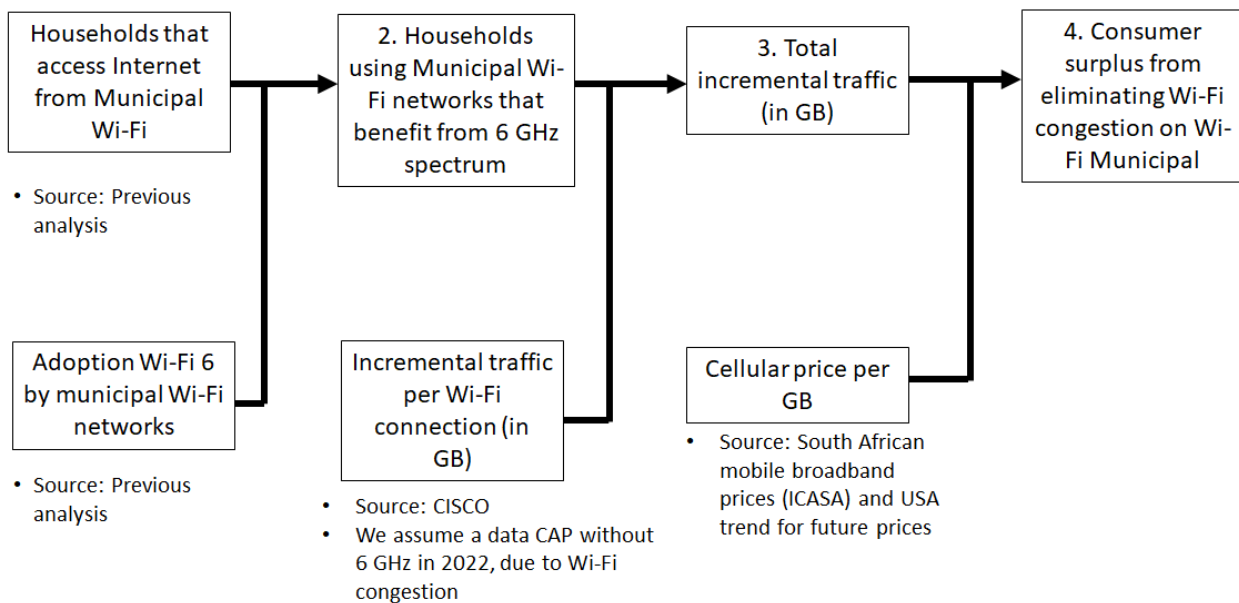 Households that
access Internet
from Municipal
Wi-Fi
• Source: Previous
analysis
2. Households
using Municipal Wi-
Fi networks that
benefit from 6 GHz
spectrum
3. Total
incremental traffic
(in GB)
4. Consumer
surplus from
eliminating Wi-Fi
congestion on Wi-
Fi Municipal
Adoption Wi-Fi 6
by municipal Wi-Fi
networks
• Source: Previous
analysis
Incremental traffic
per Wi-Fi
connection (in
GB)
• Source: CISCO
• We assume a data CAP without
6 GHz in 2022, due to Wi-Fi
congestion
Cellular price per
GB
• Source: South African
mobile broadband
prices (ICASA) and USA
trend for future prices